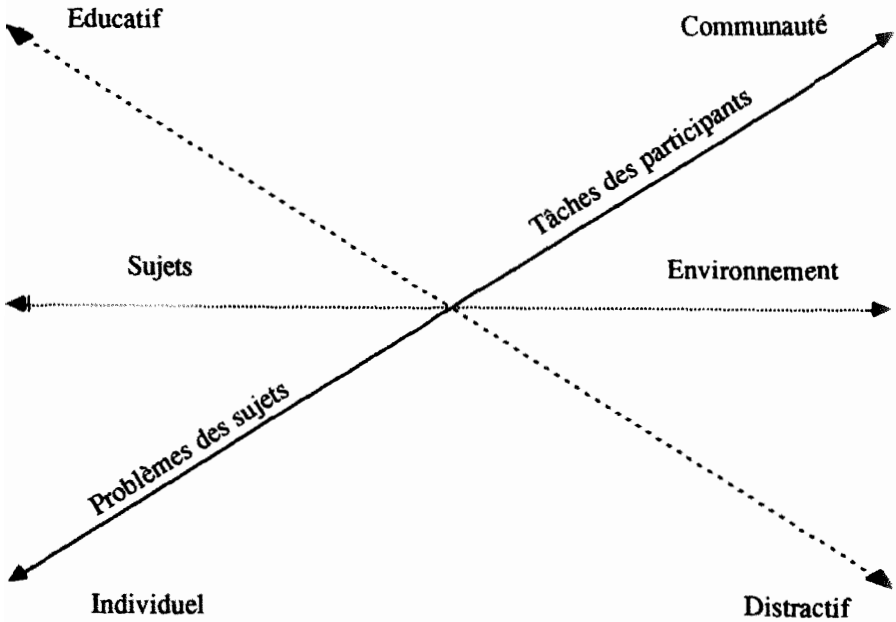 Educatif
Communauté
Tâches des participants
Sujets
Environnement
Problèmes des sujets
Individuel
Distractif